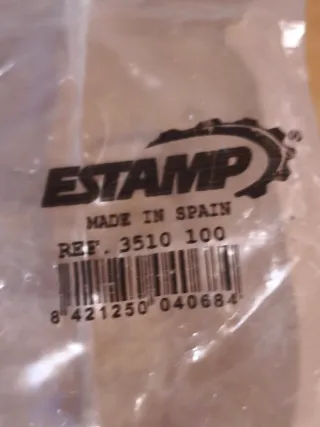 ESTAMP®
MADE IN SPAIN
REF. 3510 100
8 421250 040684